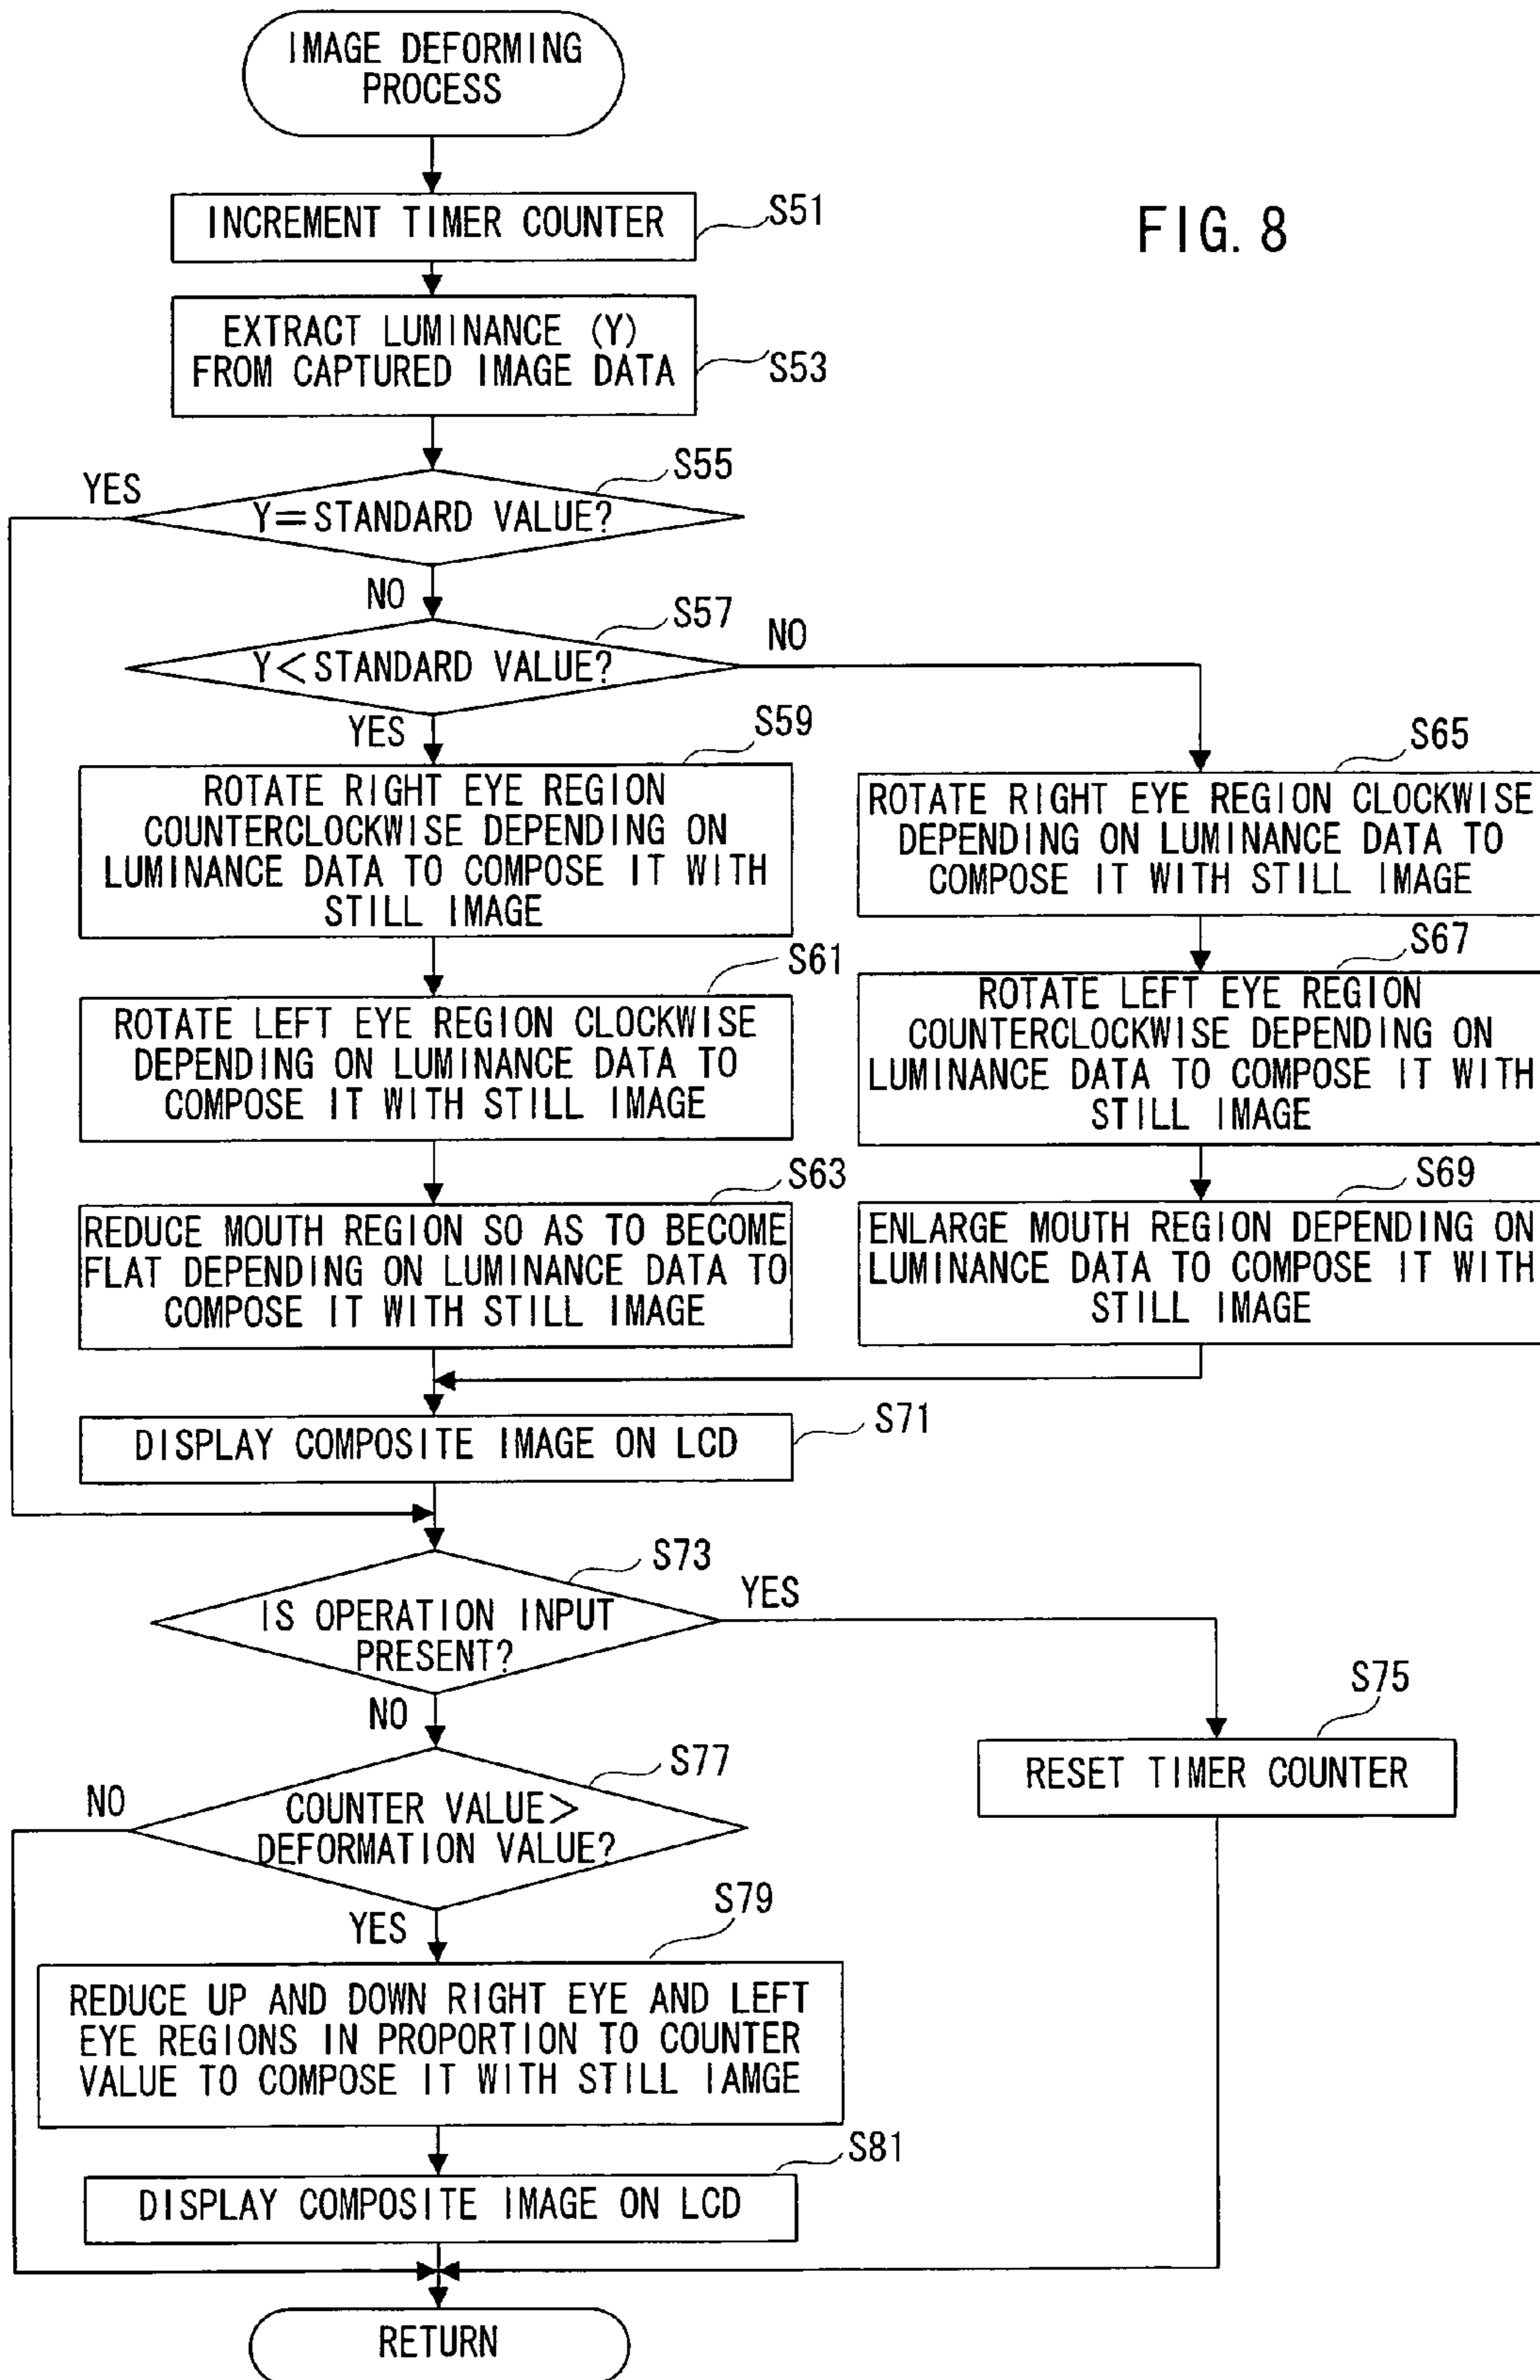 IMAGE DEFORMING
PROCESS
FIG. 8
INCREMENT TIMER COUNTER
S51
EXTRACT LUMINANCE (Y)
FROM CAPTURED IMAGE DATA
S53
S55
YES
Y=STANDARD VALUE?
NO
S57
NO
Y<STANDARD VALUE?
YES
S59
ROTATE RIGHT EYE REGION
COUNTERCLOCKWISE DEPENDING ON
LUMINANCE DATA TO COMPOSE IT WITH
STILL IMAGE
S65
ROTATE RIGHT EYE REGION CLOCKWISE
DEPENDING ON LUMINANCE DATA TO
COMPOSE IT WITH STILL IMAGE
S61
ROTATE LEFT EYE REGION CLOCKWISE
DEPENDING ON LUMINANCE DATA TO
COMPOSE IT WITH STILL IMAGE
S67
ROTATE LEFT EYE REGION
COUNTERCLOCKWISE DEPENDING ON
LUMINANCE DATA TO COMPOSE IT WITH
STILL IMAGE
S63
REDUCE MOUTH REGION SO AS TO BECOME
FLAT DEPENDING ON LUMINANCE DATA TO
COMPOSE IT WITH STILL IMAGE
S69
ENLARGE MOUTH REGION DEPENDING ON
LUMINANCE DATA TO COMPOSE IT WITH
STILL IMAGE
S71
DISPLAY COMPOSITE IMAGE ON LCD
S73
YES
IS OPERATION INPUT
PRESENT?
NO
S75
RESET TIMER COUNTER
S77
NO
COUNTER VALUE>
DEFORMATION VALUE?
YES
S79
REDUCE UP AND DOWN RIGHT EYE AND LEFT
EYE REGIONS IN PROPORTION TO COUNTER
VALUE TO COMPOSE IT WITH STILL IAMGE
S81
DISPLAY COMPOSITE IMAGE ON LCD
RETURN